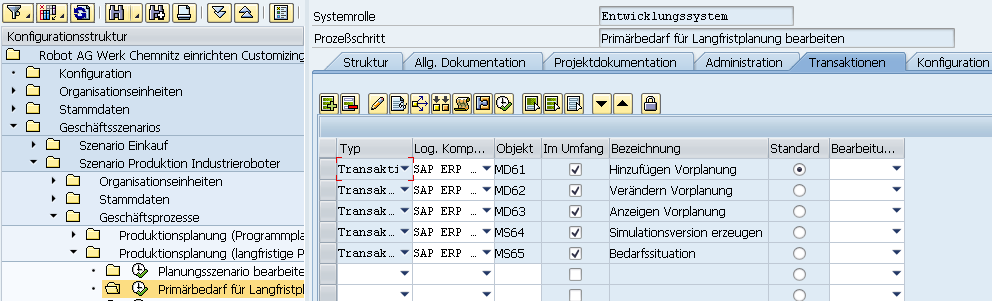 Systemrolle Entwicklungssystem
Prozeßschritt Primärbedarf für Langfristplanung bearbeiten
Konfigurationsstruktur
Robot AG Werk Chemnitz einrichten Customizing
Konfiguration
Organisationseinheiten
Stammdaten
Geschäftsszenarios
Szenario Einkauf
Szenario Produktion Industrieroboter
Organisationseinheiten
Stammdaten
Geschäftsprozesse
Produktionsplanung (Programmpla
Produktionsplanung (langfristige P
Planungsszenario bearbeite
Primärbedarf für Langfristpl
Struktur Allg. Dokumentation Projektdokumentation Administration Transaktionen Konfiguration
Typ Log. Komp... Objekt Im Umfang Bezeichnung Standard Bearbeitu...
Transakti SAP ERP ... MD61 Hinzufügen Vorplanung
Transak... SAP ERP ... MD62 Verändern Vorplanung
Transak... SAP ERP ... MD63 Anzeigen Vorplanung
Transak... SAP ERP ... MS64 Simulationsversion erzeugen
Transak... SAP ERP ... MS65 Bedarfssituation